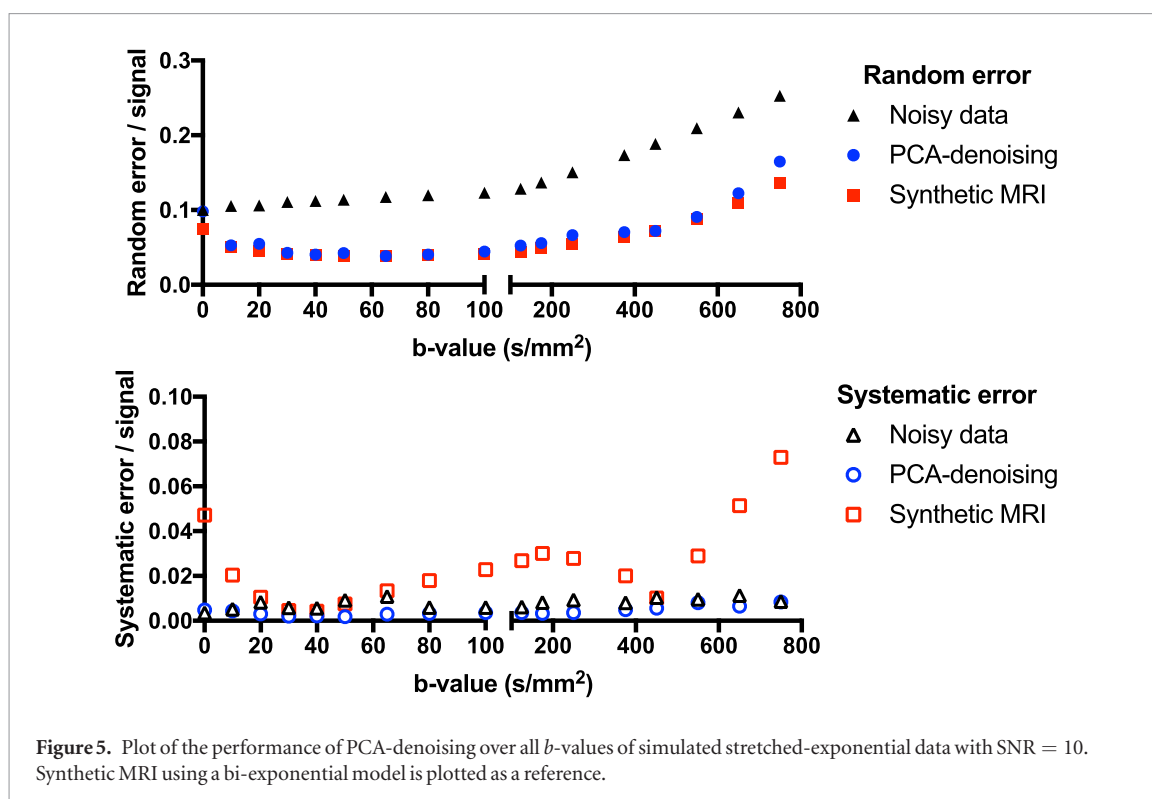 0.3
0.2
0.1
0.0
Random error / signal
0 20 40 60 80 100 200 400 600 800
b-value (s/mm²)
Random error
Noisy data
PCA-denoising
Synthetic MRI
0.10
0.08
0.06
0.04
0.02
0.00
Systematic error / signal
0 20 40 60 80 100 200 400 600 800
b-value (s/mm²)
Systematic error
Noisy data
PCA-denoising
Synthetic MRI
Figure 5. Plot of the performance of PCA-denoising over all b-values of simulated stretched-exponential data with SNR = 10.
Synthetic MRI using a bi-exponential model is plotted as a reference.